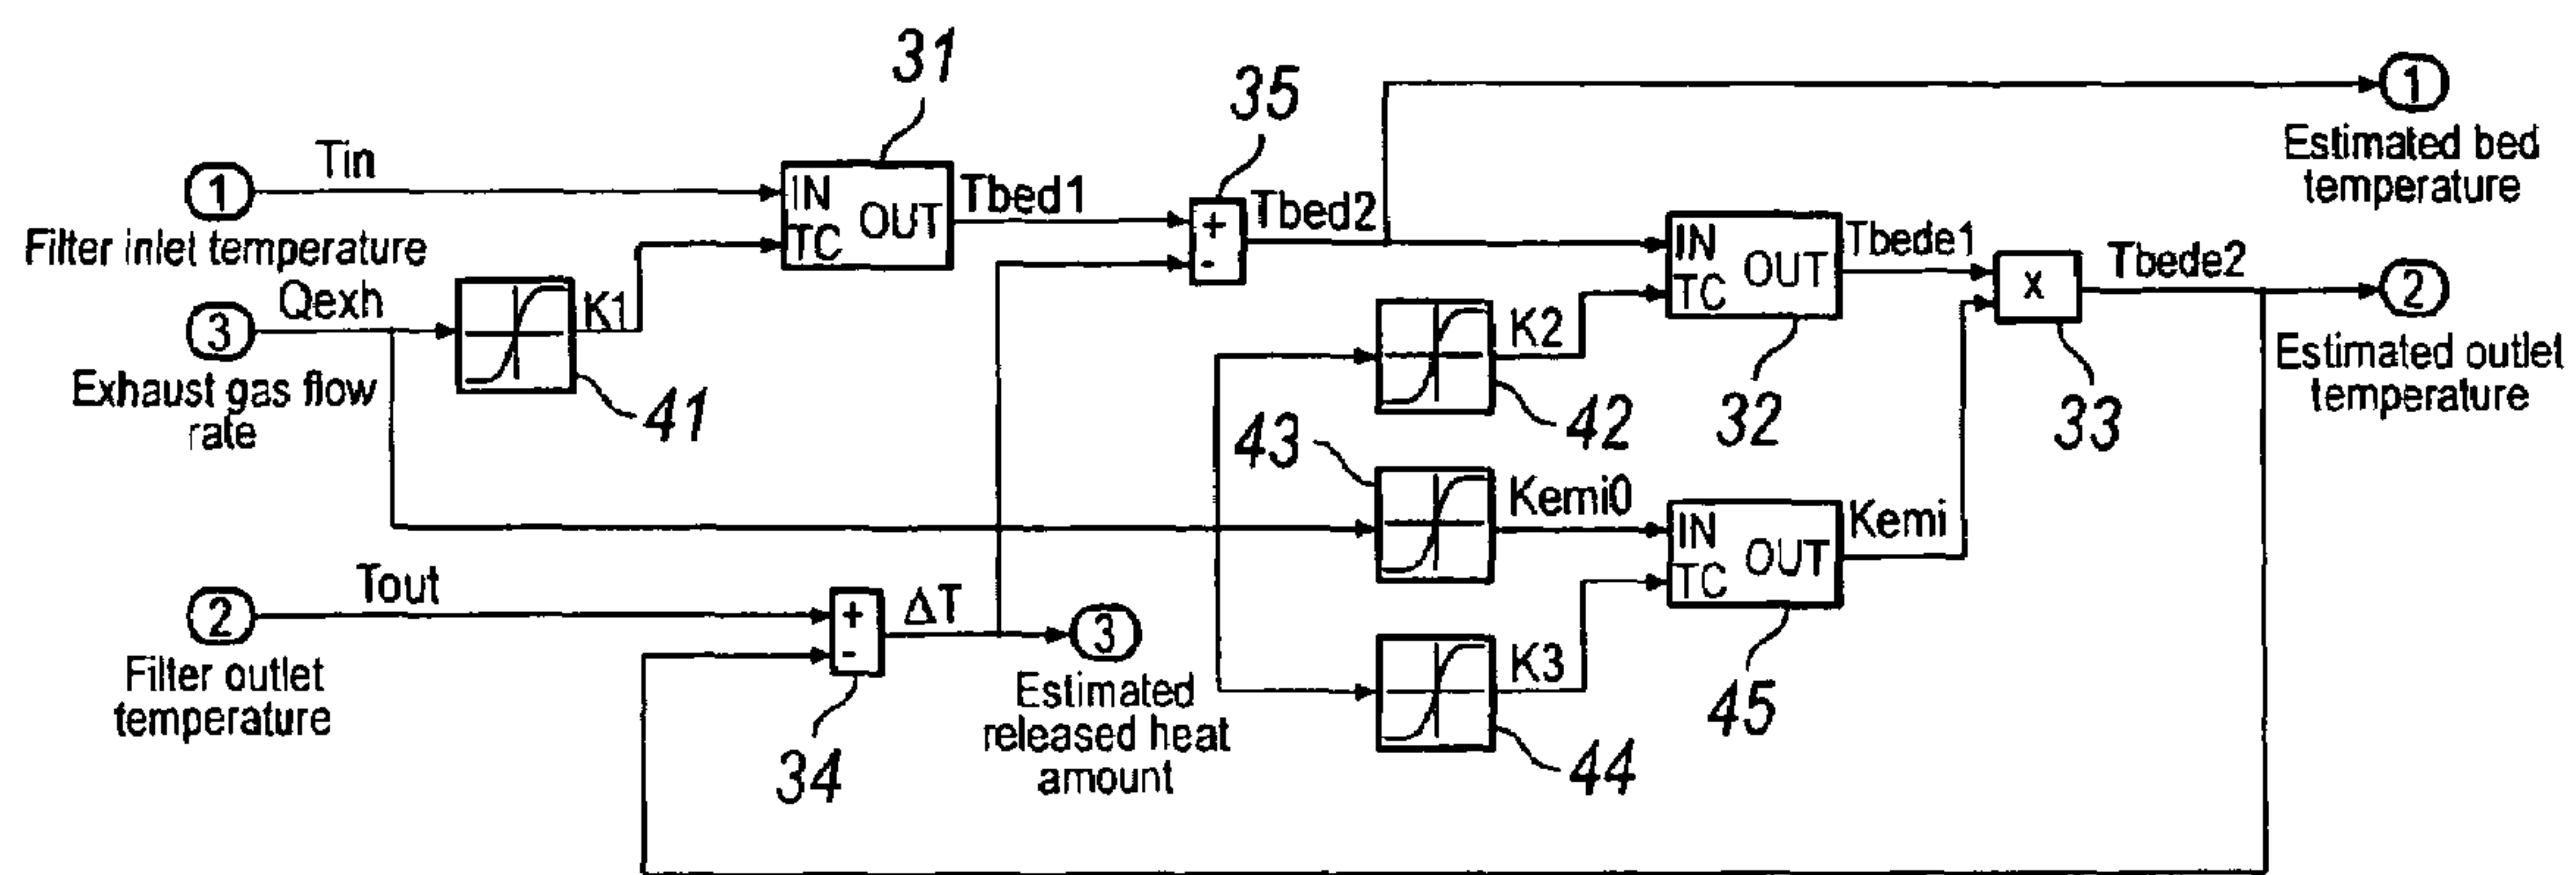 31
35
1
Estimated bed
temperature
Tin
1
Filter inlet temperature
IN
TC
OUT
Tbed1
+
-
Tbed2
IN
TC
OUT
Tbede1
x
Tbede2
2
Estimated outlet
temperature
Qexh
3
Exhaust gas flow
rate
K1
41
K2
42
32
33
43
Kemi0
IN
TC
OUT
Kemi
45
Tout
2
Filter outlet
temperature
+
-
34
ΔT
3
Estimated
released heat
amount
K3
44